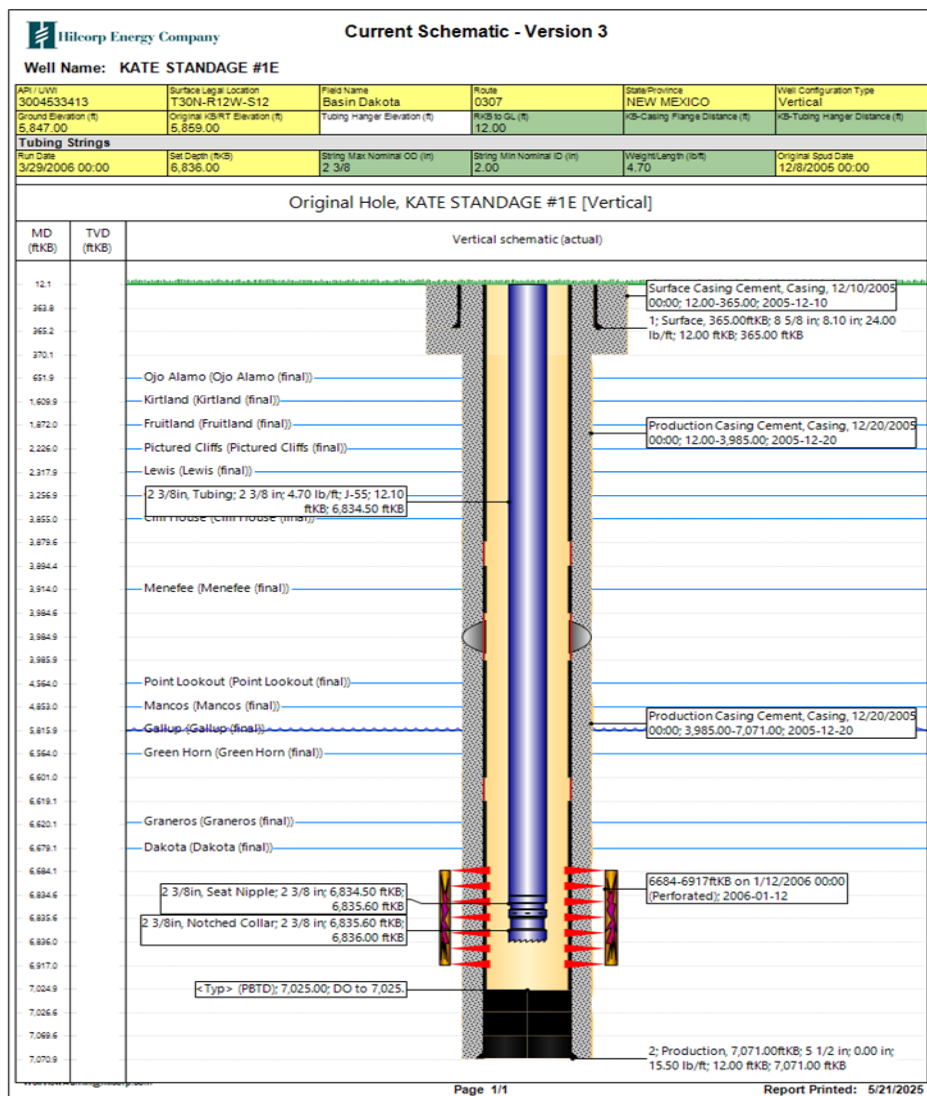 Hilcorp Energy Company
Current Schematic - Version 3
Well Name: KATE STANDAGE #1E
API / UWI
3004533413
Surface Legal Location
T30N-R12W-S12
Field Name
Basin Dakota
Route
0307
State/Province
NEW MEXICO
Well Configuration Type
Vertical
Ground Elevation (ft)
5,847.00
Original KB/RT Elevation (ft)
5,859.00
Tubing Hanger Elevation (ft)
RKB to GL (ft)
12.00
KB-Casing Flange Distance (ft)
KB-Tubing Hanger Distance (ft)
Tubing Strings
Run Date
3/29/2006 00:00
Set Depth (ftKB)
6,836.00
String Max Nominal OD (in)
2 3/8
String Min Nominal ID (in)
2.00
Weight/Length (lb/ft)
4.70
Original Spud Date
12/8/2005 00:00
Original Hole, KATE STANDAGE #1E [Vertical]
MD
(ftKB)
TVD
(ftKB)
Vertical schematic (actual)
12.1
363.8
365.2
370.1
651.9
1,609.9
1,872.0
2,226.0
2,317.9
3,256.9
3,855.0
3,879.6
3,894.4
3,914.0
3,984.6
3,984.9
3,985.9
4,564.0
4,853.0
5,815.9
6,564.0
6,601.0
6,619.1
6,620.1
6,679.1
6,684.1
6,834.6
6,835.6
6,836.0
6,917.0
7,024.9
7,026.6
7,069.6
7,070.9
Surface Casing Cement, Casing, 12/10/2005
00:00; 12.00-365.00; 2005-12-10
1; Surface, 365.00ftKB; 8 5/8 in; 8.10 in; 24.00
lb/ft; 12.00 ftKB; 365.00 ftKB
Ojo Alamo (Ojo Alamo (final))
Kirtland (Kirtland (final))
Fruitland (Fruitland (final))
Production Casing Cement, Casing, 12/20/2005
00:00; 12.00-3,985.00; 2005-12-20
Pictured Cliffs (Pictured Cliffs (final))
Lewis (Lewis (final))
2 3/8in, Tubing; 2 3/8 in; 4.70 lb/ft; J-55; 12.10
ftKB; 6,834.50 ftKB
Cliff House (Cliff House (final))
Menefee (Menefee (final))
Point Lookout (Point Lookout (final))
Mancos (Mancos (final))
Gallup (Gallup (final))
Production Casing Cement, Casing, 12/20/2005
00:00; 3,985.00-7,071.00; 2005-12-20
Green Horn (Green Horn (final))
Graneros (Graneros (final))
Dakota (Dakota (final))
6684-6917ftKB on 1/12/2006 00:00
(Perforated); 2006-01-12
2 3/8in, Seat Nipple; 2 3/8 in; 6,834.50 ftKB;
6,835.60 ftKB
2 3/8in, Notched Collar; 2 3/8 in; 6,835.60 ftKB;
6,836.00 ftKB
<Typ> (PBTD); 7,025.00; DO to 7,025.
2; Production, 7,071.00ftKB; 5 1/2 in; 0.00 in;
15.50 lb/ft; 12.00 ftKB; 7,071.00 ftKB
Page 1/1
Report Printed: 5/21/2025